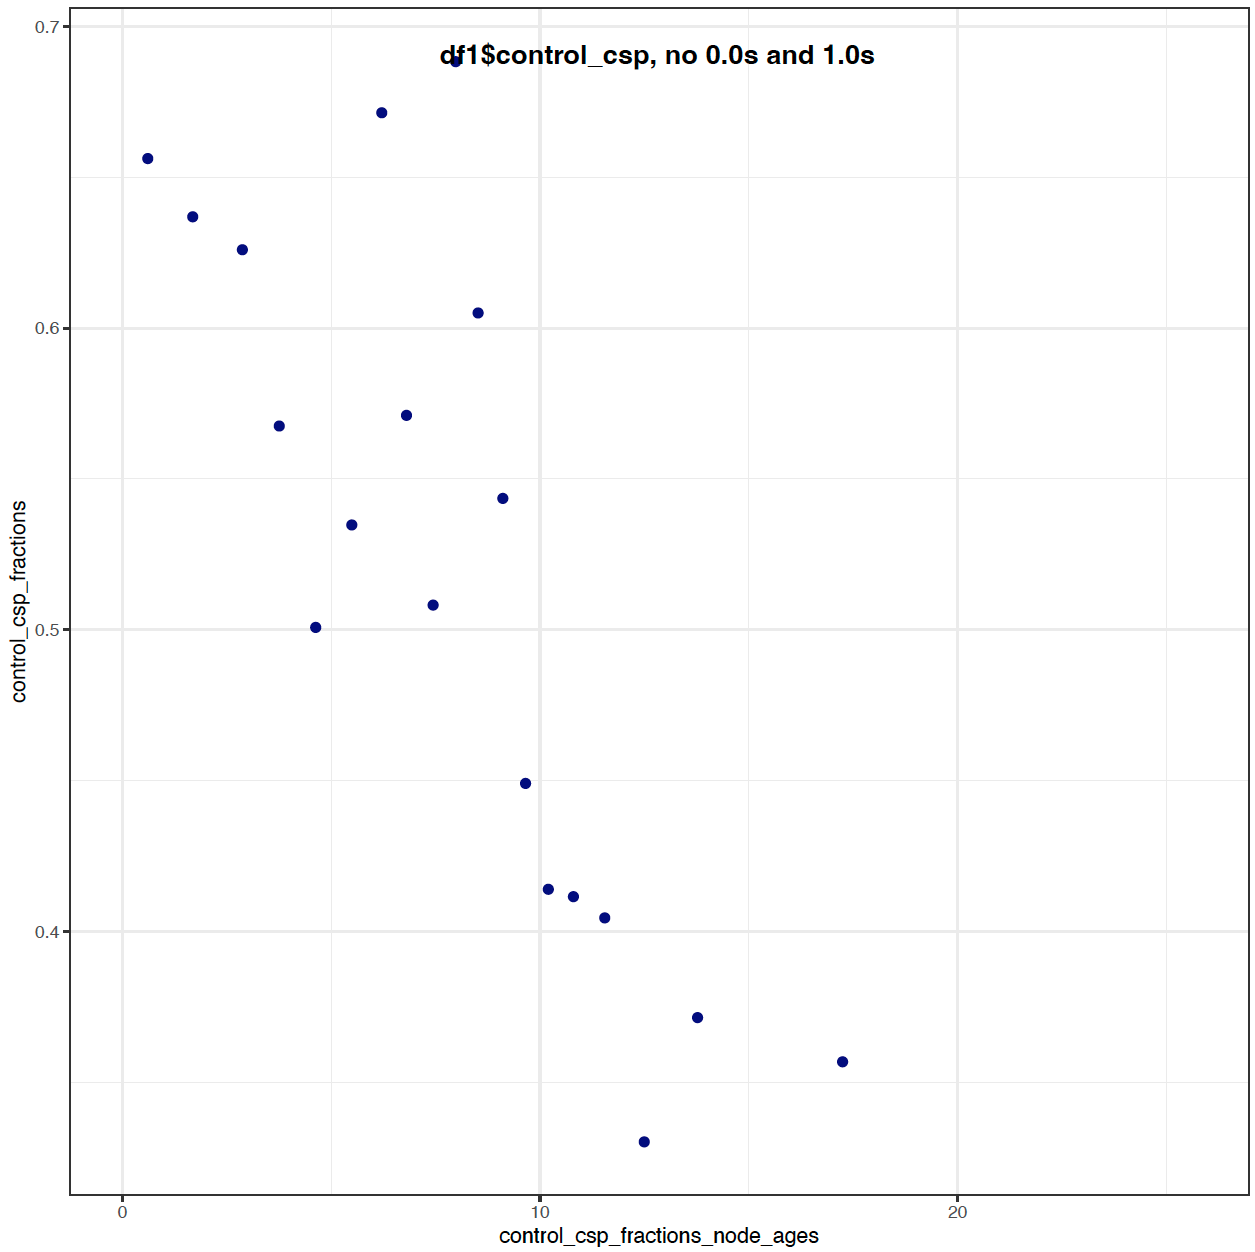 df1$control_csp, no 0.0s and 1.0s
0.7
0.6
0.5
0.4
control_csp_fractions
0 10 20
control_csp_fractions_node_ages